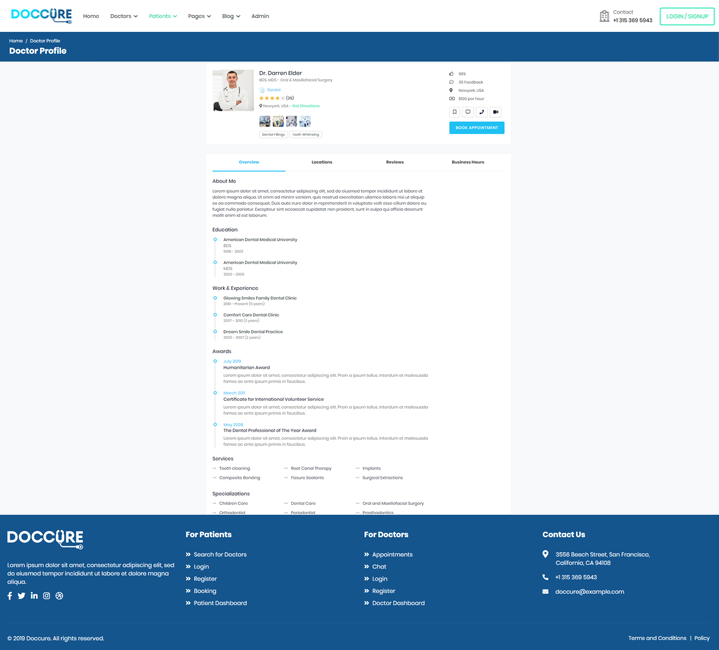 DOCCURE
Home Doctors Patients Pages Blog Admin
Contact
+1 315 369 5943
LOGIN / SIGNUP
Home / Doctor Profile
Doctor Profile
Dr. Darren Elder
BDS, MDS - Oral & Maxillofacial Surgery
Dentist
(35)
Newyork, USA - Get Directions
Dental Fillings Teeth Whitening
99%
35 Feedback
Newyork, USA
$100 per hour
BOOK APPOINTMENT
Overview Locations Reviews Business Hours
About Me
Lorem ipsum dolor sit amet, consectetur adipiscing elit, sed do eiusmod tempor incididunt ut labore et
dolore magna aliqua. Ut enim ad minim veniam, quis nostrud exercitation ullamco laboris nisi ut aliquip
ex ea commodo consequat. Duis aute irure dolor in reprehenderit in voluptate velit esse cillum dolore eu
fugiat nulla pariatur. Excepteur sint occaecat cupidatat non proident, sunt in culpa qui officia deserunt
mollit anim id est laborum.
Education
American Dental Medical University
BDS
American Dental Medical University
MDS
Work & Experience
Glowing Smiles Family Dental Clinic
2010 - Present (5 years)
Comfort Care Dental Clinic
2007 - 2010 (3 years)
Dream Smile Dental Practice
2005 - 2007 (2 years)
Awards
July 2019
Humanitarian Award
Lorem ipsum dolor sit amet, consectetur adipiscing elit. Proin a ipsum tellus. Interdum et malesuada
fames ac ante ipsum primis in faucibus.
March 2011
Certificate for International Volunteer Service
Lorem ipsum dolor sit amet, consectetur adipiscing elit. Proin a ipsum tellus. Interdum et malesuada
fames ac ante ipsum primis in faucibus.
May 2008
The Dental Professional of The Year Award
Lorem ipsum dolor sit amet, consectetur adipiscing elit. Proin a ipsum tellus. Interdum et malesuada
fames ac ante ipsum primis in faucibus.
Services
Tooth cleaning Root Canal Therapy Implants
Composite Bonding Fissure Sealants Surgical Extractions
Specializations
Children Care Dental Care Oral and Maxillofacial Surgery
Orthodontist Periodontist Prosthodontics
DOCCURE
Lorem ipsum dolor sit amet, consectetur adipiscing elit, sed
do eiusmod tempor incididunt ut labore et dolore magna
aliqua.
For Patients
Search for Doctors
Login
Register
Booking
Patient Dashboard
For Doctors
Appointments
Chat
Login
Register
Doctor Dashboard
Contact Us
3556 Beech Street, San Francisco,
California, CA 94108
+1 315 369 5943
doccure@example.com
© 2019 Doccure. All rights reserved.
Terms and Conditions | Policy